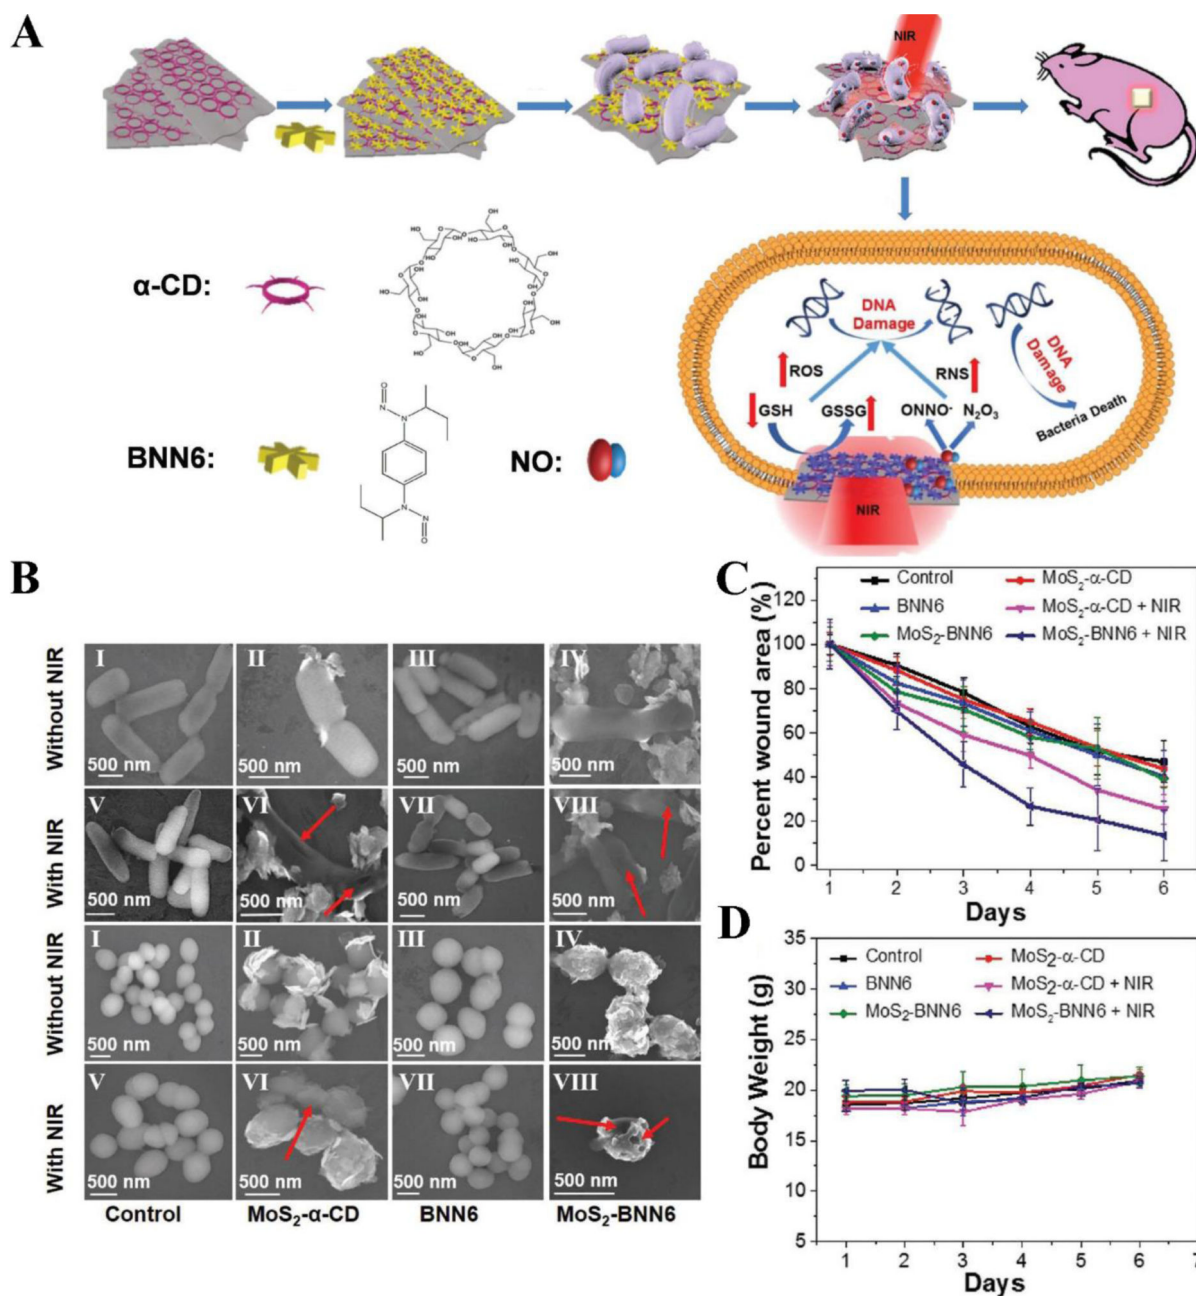 A
NIR
α-CD:
OH
HO
O
BNN6:
O
N
N
N
N
O
NO:
DNA
Damage
DNA
Damage
ROS
RNS
GSH
GSSG
ONNO⁻
N₂O₃
Bacteria Death
NIR
B
Without NIR
I
II
III
IV
500 nm
500 nm
500 nm
500 nm
With NIR
V
VI
VII
VIII
500 nm
500 nm
500 nm
500 nm
Without NIR
I
II
III
IV
500 nm
500 nm
500 nm
500 nm
With NIR
V
VI
VII
VIII
500 nm
500 nm
500 nm
500 nm
Control
MoS₂-α-CD
BNN6
MoS₂-BNN6
C
Control
MoS₂-α-CD
BNN6
MoS₂-α-CD + NIR
MoS₂-BNN6
MoS₂-BNN6 + NIR
Percent wound area (%)
120
100
80
60
40
20
0
1 2 3 4 5 6
Days
D
Control
MoS₂-α-CD
BNN6
MoS₂-α-CD + NIR
MoS₂-BNN6
MoS₂-BNN6 + NIR
Body Weight (g)
35
30
25
20
15
10
5
1 2 3 4 5 6 7
Days